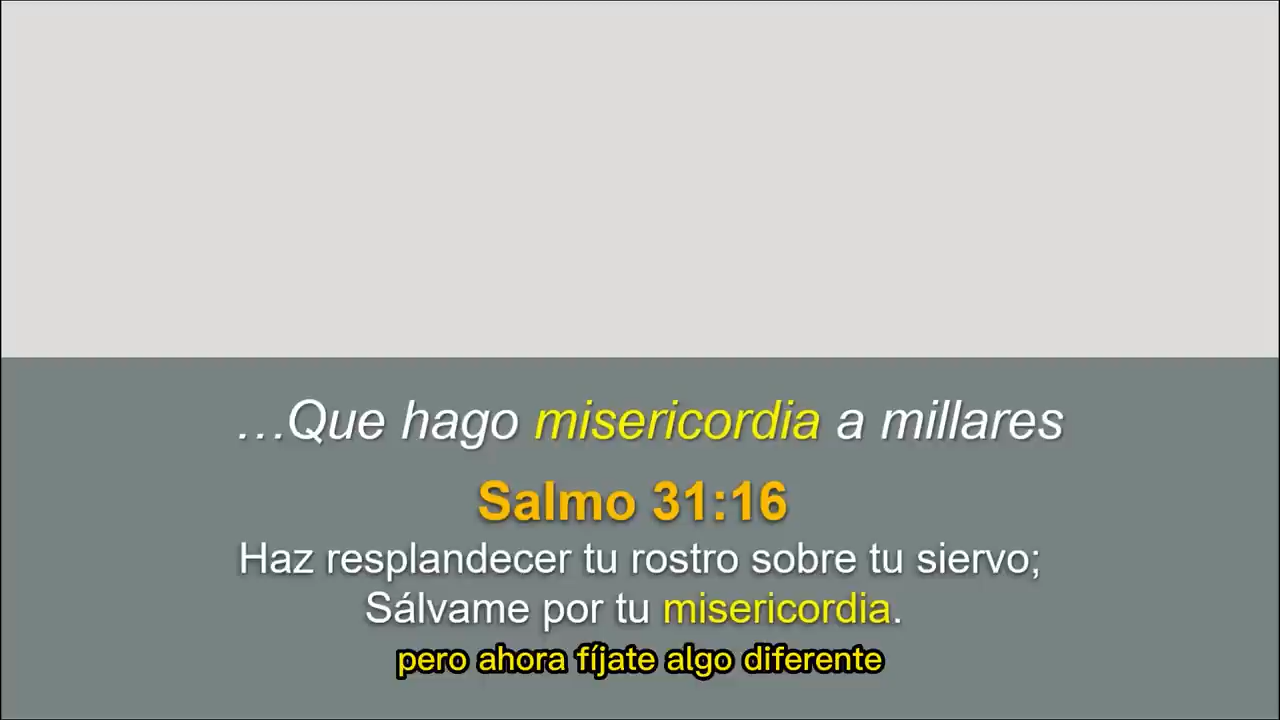 …Que hago misericordia a millares
Salmo 31:16
Haz resplandecer tu rostro sobre tu siervo;
Sálvame por tu misericordia.
pero ahora fíjate algo diferente